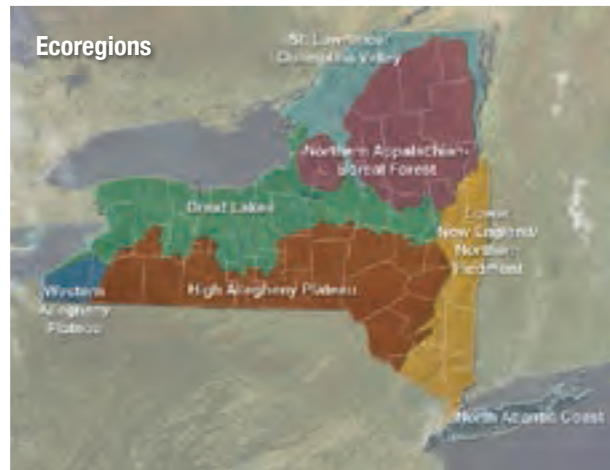 Ecoregions
St. Lawrence
Champlain Valley
Northern Appalachian-
Boreal Forest
Great Lakes
Lower
New England/
Northern
Piedmont
High Allegheny Plateau
Western
Allegheny
Plateau
North Atlantic Coast